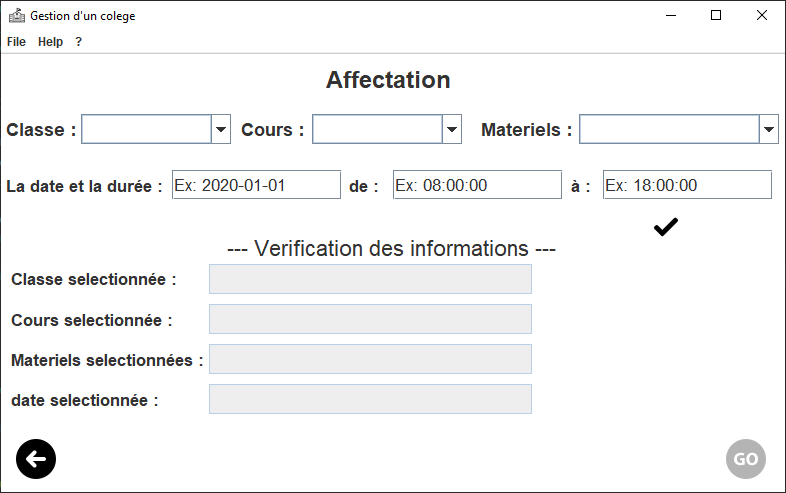 Gestion d'un colege
File Help ?
Affectation
Classe : Cours : Materiels :
La date et la durée : Ex: 2020-01-01 de : Ex: 08:00:00 à : Ex: 18:00:00
--- Verification des informations ---
Classe selectionnée :
Cours selectionnée :
Materiels selectionnées :
date selectionnée :
GO